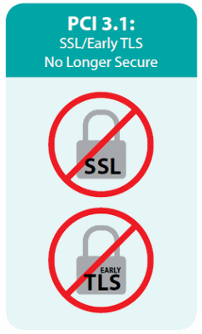 PCI 3.1:
SSL/Early TLS
No Longer Secure
SSL
EARLY
TLS